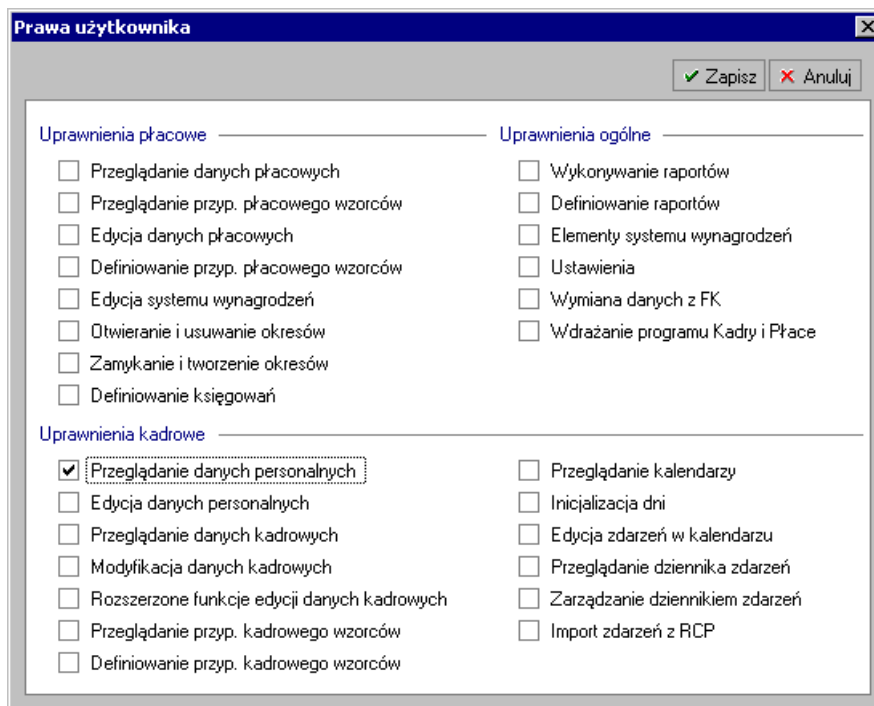 Prawa użytkownika
Zapisz
Anuluj
Uprawnienia płacowe
Przeglądanie danych płacowych
Przeglądanie przyp. płacowego wzorców
Edycja danych płacowych
Definiowanie przyp. płacowego wzorców
Edycja systemu wynagrodzeń
Otwieranie i usuwanie okresów
Zamykanie i tworzenie okresów
Definiowanie księgowań
Uprawnienia ogólne
Wykonywanie raportów
Definiowanie raportów
Elementy systemu wynagrodzeń
Ustawienia
Wymiana danych z FK
Wdrażanie programu Kadry i Płace
Uprawnienia kadrowe
Przeglądanie danych personalnych
Edycja danych personalnych
Przeglądanie danych kadrowych
Modyfikacja danych kadrowych
Rozszerzone funkcje edycji danych kadrowych
Przeglądanie przyp. kadrowego wzorców
Definiowanie przyp. kadrowego wzorców
Przeglądanie kalendarzy
Inicjalizacja dni
Edycja zdarzeń w kalendarzu
Przeglądanie dziennika zdarzeń
Zarządzanie dziennikiem zdarzeń
Import zdarzeń z RCP